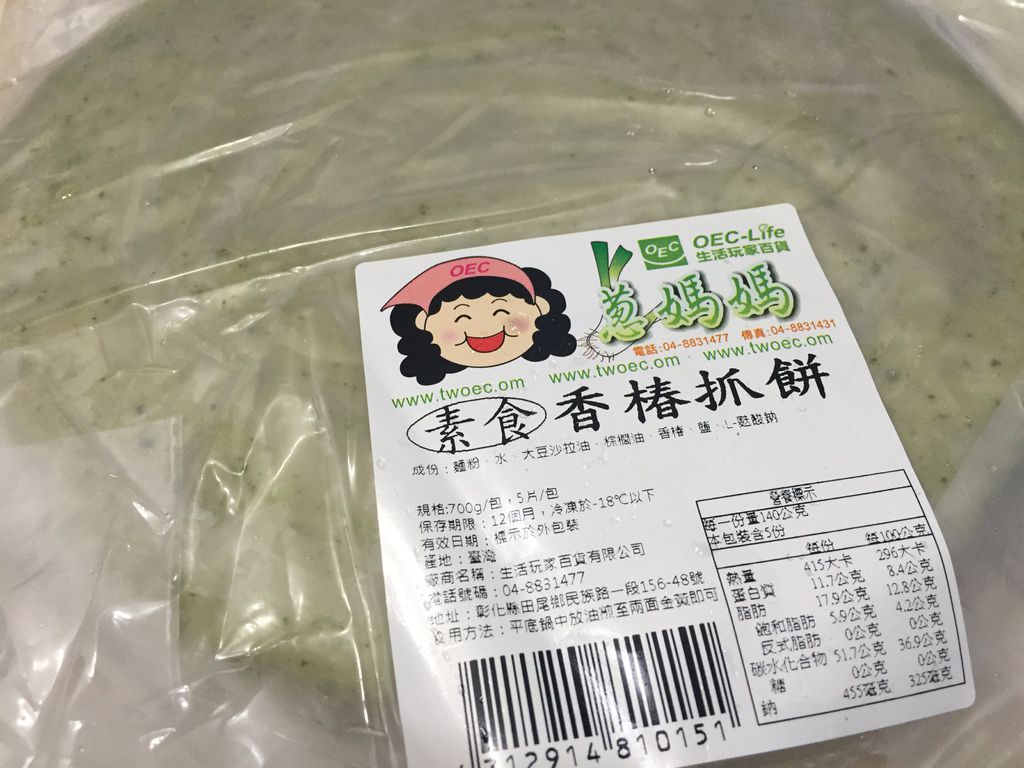 OEC
OEC
OEC-Life
生活玩家百貨
蔥媽媽
電話:04-8831477 傳真:04-8831431
www.twoec.om www.twoec.om www.twoec.om
素食 香椿抓餅
成份：麵粉、水、大豆沙拉油、棕櫚油、香椿、鹽、L-麩酸鈉
規格:700g/包，5片/包
保存期限：12個月，冷凍於-18℃以下
有效日期：標示於外包裝
產地：臺灣
廠商名稱：生活玩家百貨有限公司
電話號碼：04-8831477
地址：彰化縣田尾鄉民族路一段156-48號
食用方法：平底鍋中放油煎至兩面金黃即可
營養標示
每一份量140公克
本包裝含5份
每份 每100公克
熱量 415大卡 296大卡
蛋白質 11.7公克 8.4公克
脂肪 17.9公克 12.8公克
飽和脂肪 5.9公克 4.2公克
反式脂肪 0公克 0公克
碳水化合物 51.7公克 36.9公克
糖 0公克 0公克
鈉 455毫克 325毫克
712914 810151